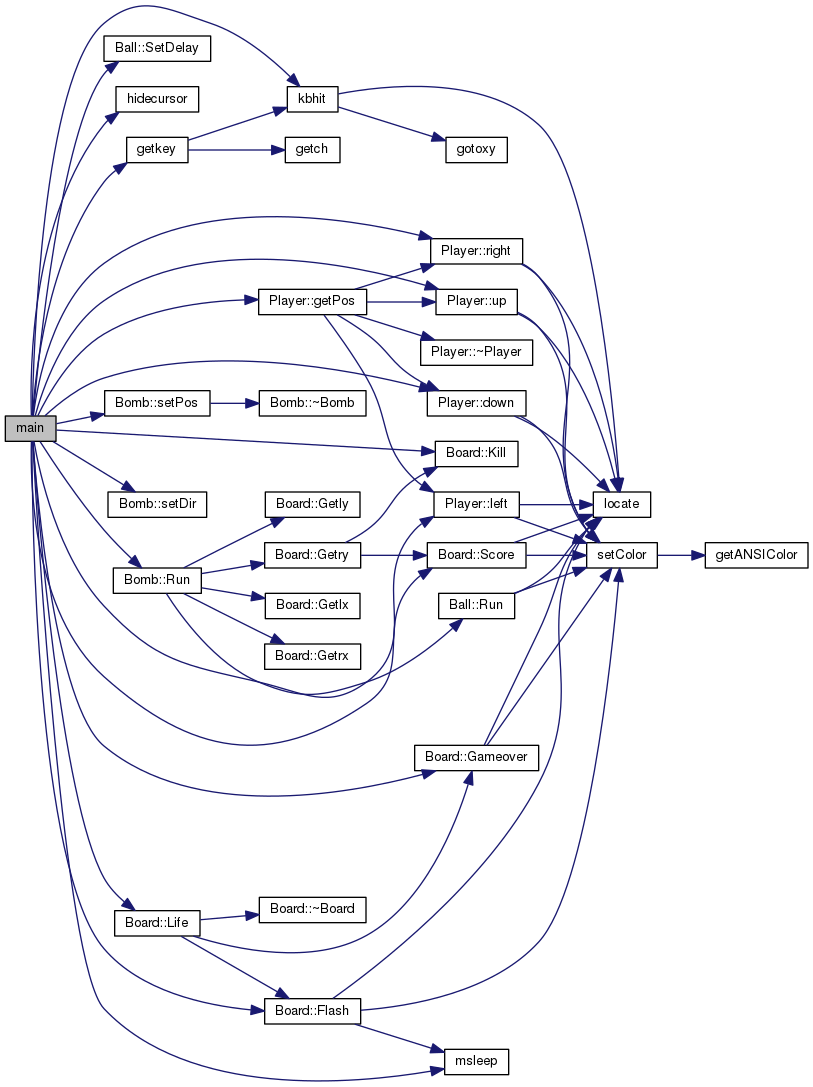 Ball::SetDelay
hidecursor
kbhit
getkey
getch
gotoxy
Player::right
Player::getPos
Player::up
Player::~Player
Bomb::setPos
Bomb::~Bomb
Player::down
main
Board::Kill
Bomb::setDir
Board::Getly
Player::left
locate
Board::Getry
Board::Score
setColor
getANSIColor
Bomb::Run
Board::Getlx
Ball::Run
Board::Getrx
Board::Gameover
Board::Life
Board::~Board
Board::Flash
msleep